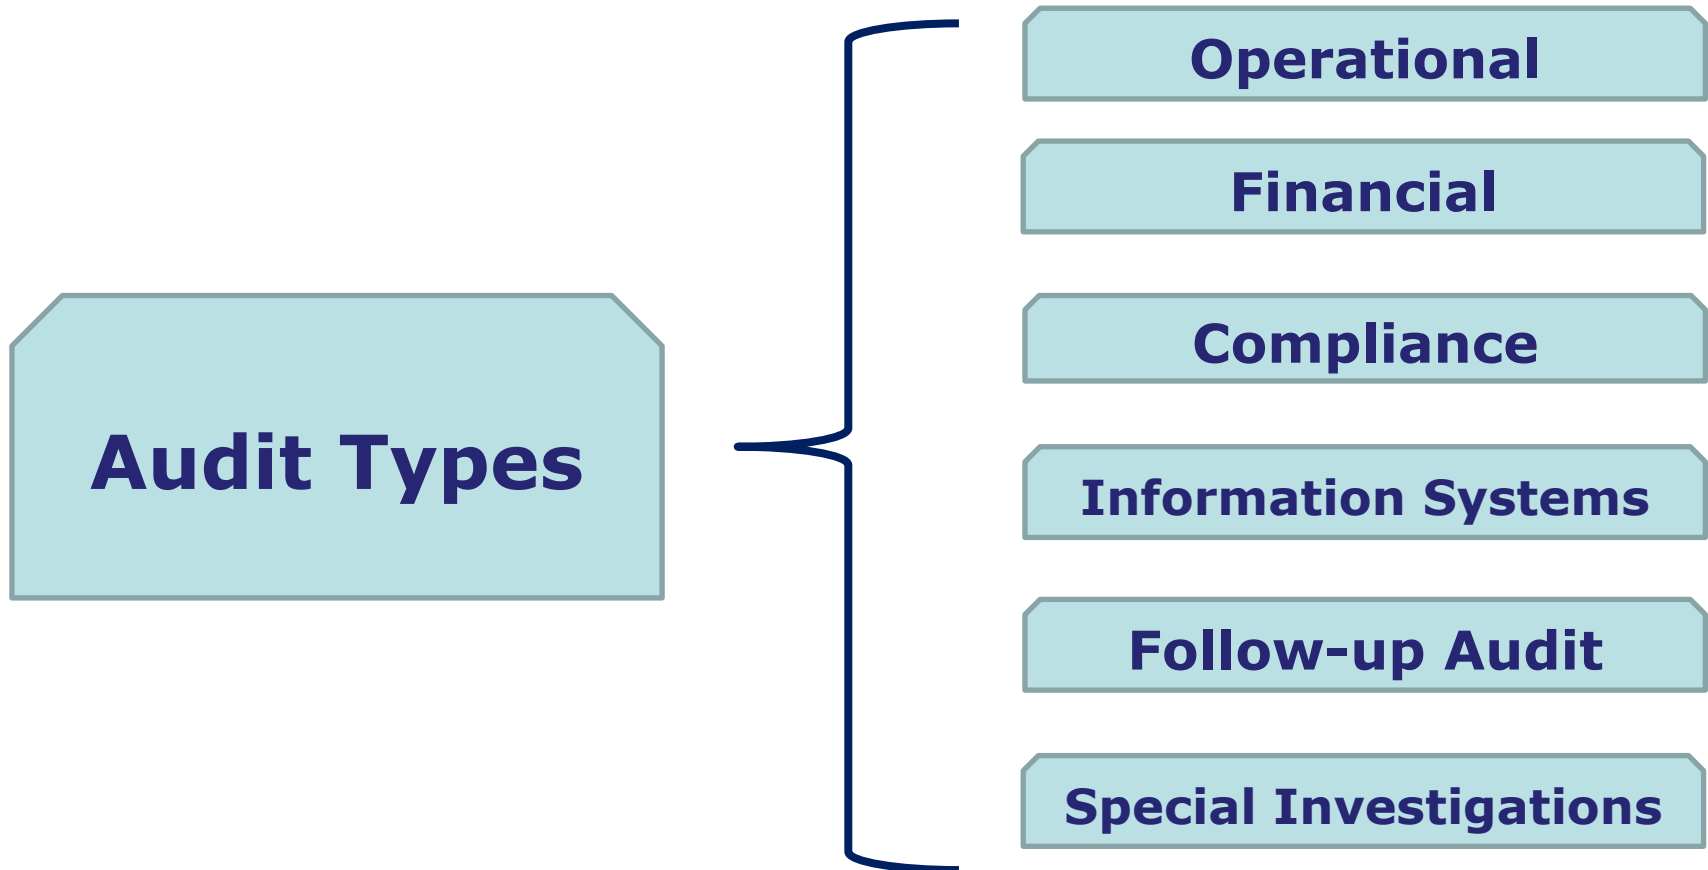 Audit Types
Operational
Financial
Compliance
Information Systems
Follow-up Audit
Special Investigations